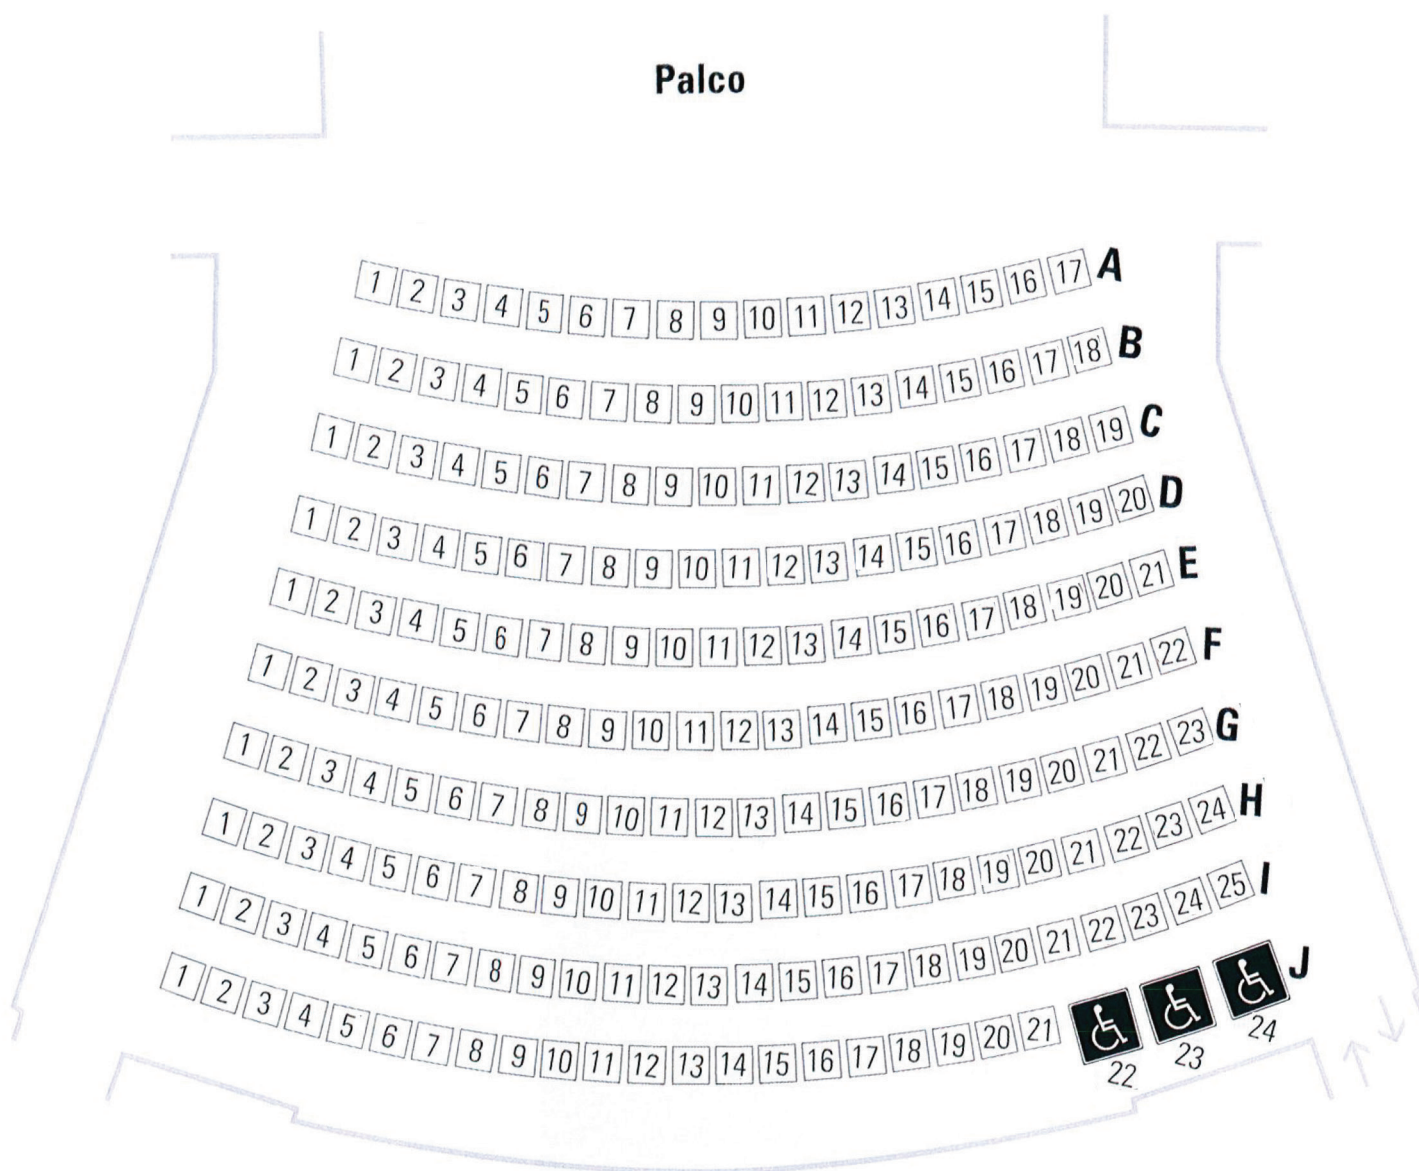 Palco
1 2 3 4 5 6 7 8 9 10 11 12 13 14 15 16 17 A
1 2 3 4 5 6 7 8 9 10 11 12 13 14 15 16 17 18 B
1 2 3 4 5 6 7 8 9 10 11 12 13 14 15 16 17 18 19 C
1 2 3 4 5 6 7 8 9 10 11 12 13 14 15 16 17 18 19 20 D
1 2 3 4 5 6 7 8 9 10 11 12 13 14 15 16 17 18 19 20 21 E
1 2 3 4 5 6 7 8 9 10 11 12 13 14 15 16 17 18 19 20 21 22 F
1 2 3 4 5 6 7 8 9 10 11 12 13 14 15 16 17 18 19 20 21 22 23 G
1 2 3 4 5 6 7 8 9 10 11 12 13 14 15 16 17 18 19 20 21 22 23 24 H
1 2 3 4 5 6 7 8 9 10 11 12 13 14 15 16 17 18 19 20 21 22 23 24 25 I
1 2 3 4 5 6 7 8 9 10 11 12 13 14 15 16 17 18 19 20 21 22 23 24 J